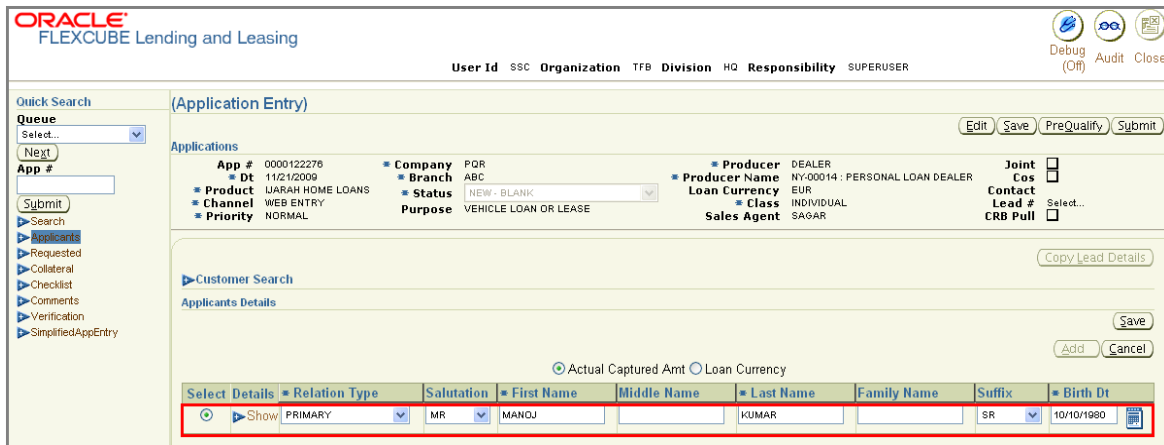 ORACLE
FLEXCUBE Lending and Leasing
Debug (Off) Audit Close
User Id SSC Organization TFB Division HQ Responsibility SUPERUSER
Quick Search
Queue
Select...
Next
App #
Submit
Search
Applicants
Requested
Collateral
Checklist
Comments
Verification
SimplifiedAppEntry
(Application Entry)
Edit Save PreQualify Submit
Applications
App # 0000122276 * Company PQR * Producer DEALER Joint
* Dt 11/21/2009 * Branch ABC * Producer Name NY-00014 : PERSONAL LOAN DEALER Cos
* Product IJARAH HOME LOANS * Status NEW - BLANK Loan Currency EUR Contact
* Channel WEB ENTRY Purpose VEHICLE LOAN OR LEASE * Class INDIVIDUAL Lead # Select...
* Priority NORMAL Sales Agent SAGAR CRB Pull
Copy Lead Details
Customer Search
Applicants Details
Save
Add Cancel
Actual Captured Amt Loan Currency
Select Details * Relation Type Salutation * First Name Middle Name * Last Name Family Name Suffix * Birth Dt
Show PRIMARY MR MANOJ KUMAR SR 10/10/1980